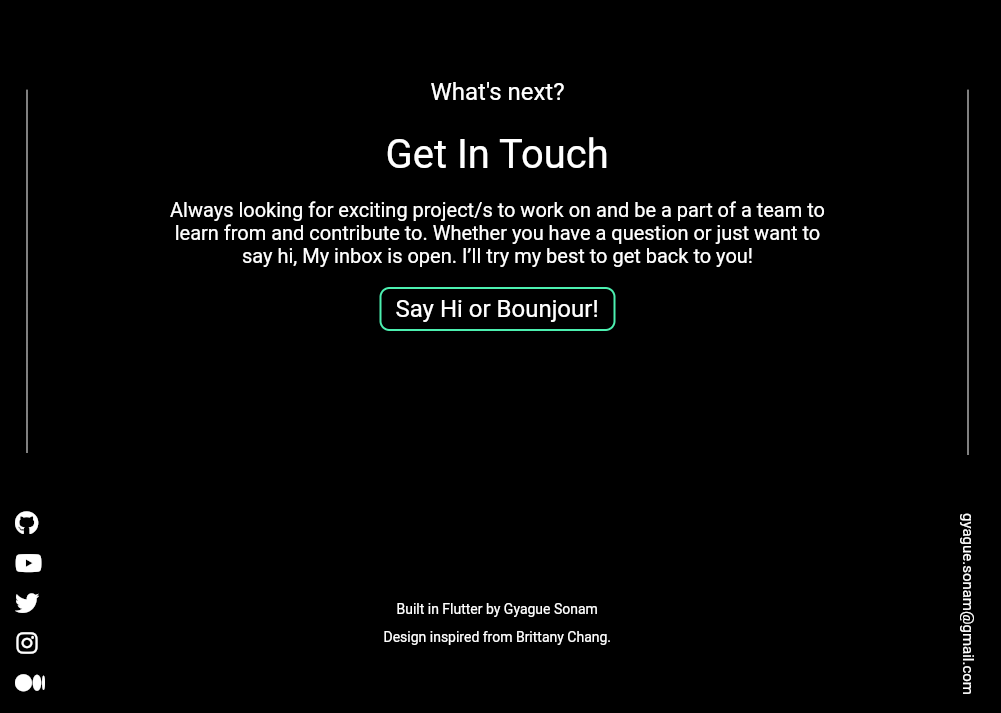 What's next?
Get In Touch
Always looking for exciting project/s to work on and be a part of a team to
learn from and contribute to. Whether you have a question or just want to
say hi, My inbox is open. I’ll try my best to get back to you!
Say Hi or Bounjour!
gyague.sonam@gmail.com
Built in Flutter by Gyague Sonam
Design inspired from Brittany Chang.